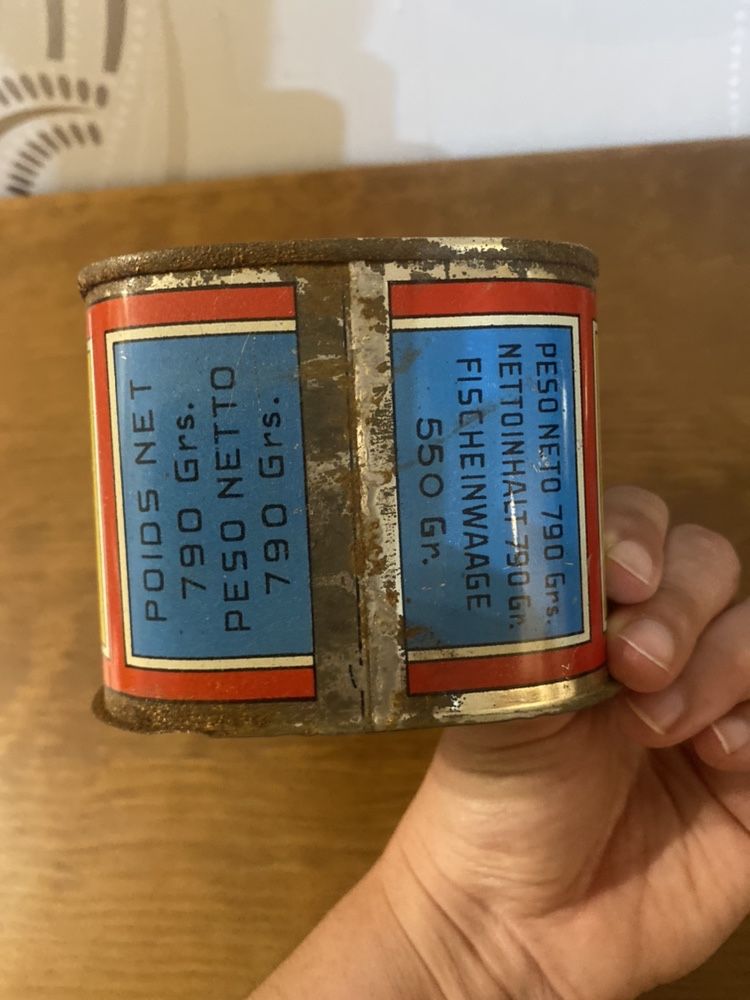 POIDS NET
790 Grs.
PESO NETTO
790 Grs.
PESO NETO 790 Grs.
NETTOINHALT 790 Gr.
FISCHEINWAAGE
550 Gr.